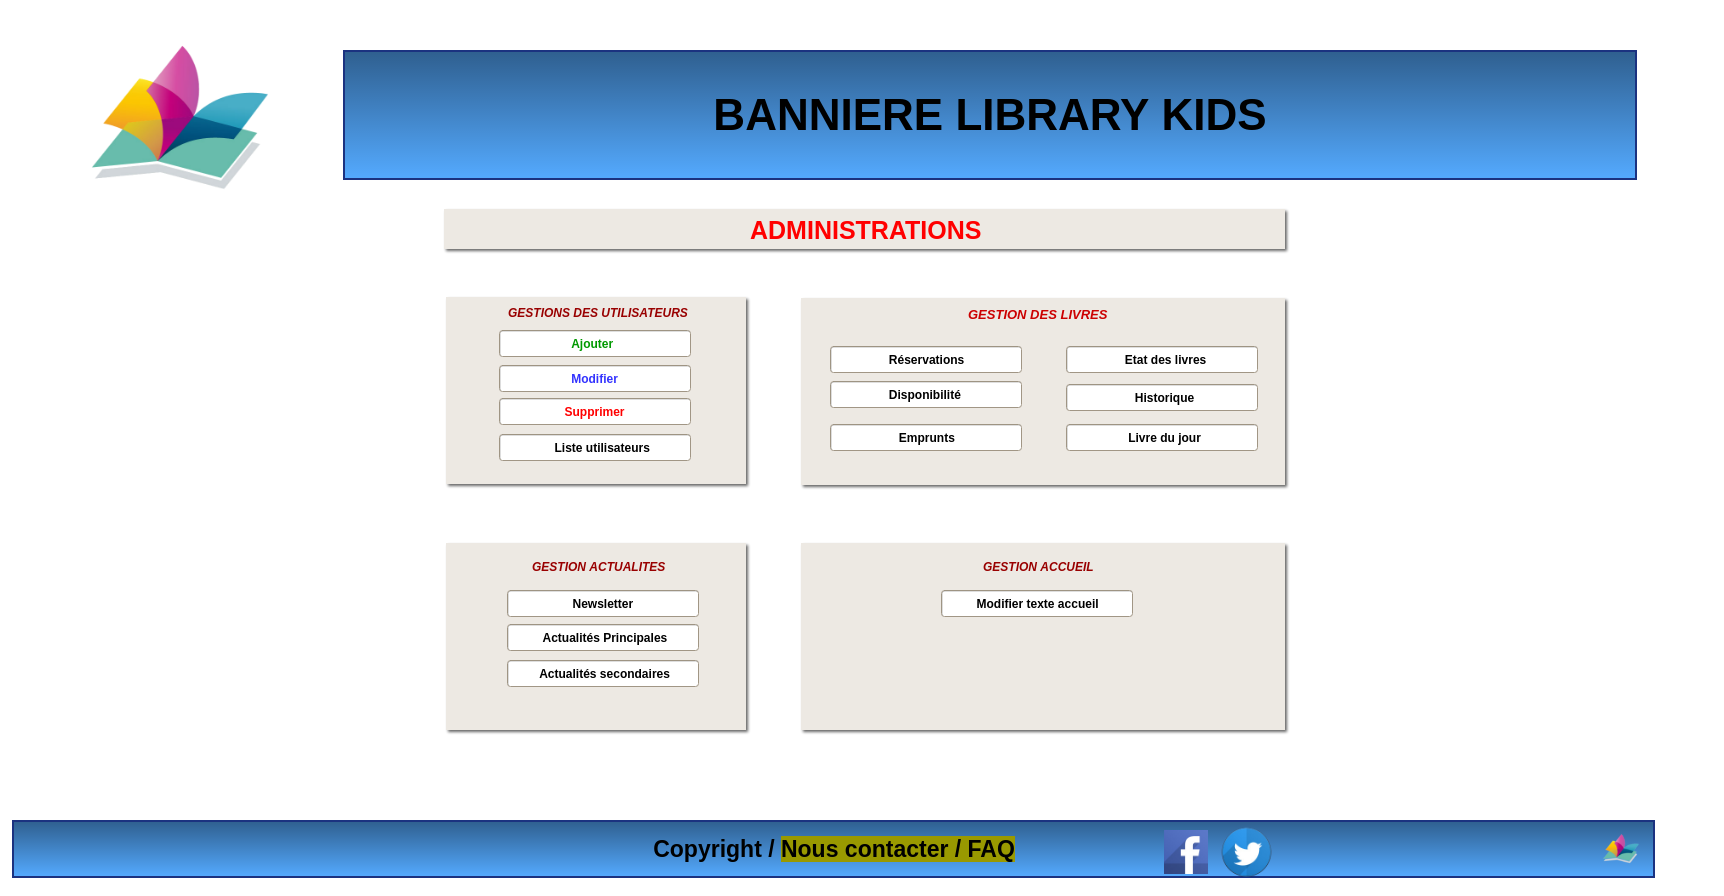 BANNIERE LIBRARY KIDS
ADMINISTRATIONS
GESTIONS DES UTILISATEURS
Ajouter
Modifier
Supprimer
Liste utilisateurs
GESTION DES LIVRES
Réservations
Etat des livres
Disponibilité
Historique
Emprunts
Livre du jour
GESTION ACTUALITES
Newsletter
Actualités Principales
Actualités secondaires
GESTION ACCUEIL
Modifier texte accueil
Copyright / Nous contacter / FAQ